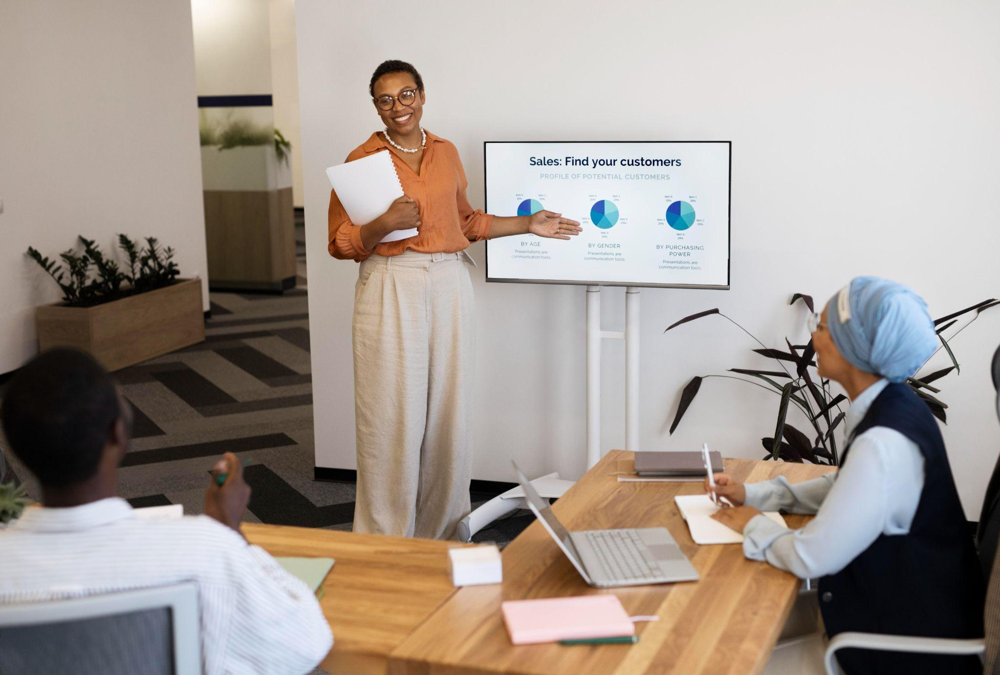 Sales: Find your customers
PROFILE OF POTENTIAL CUSTOMERS
Item 5
20%
Item 1
20%
20%
BY AGE
Presentations are
communication tools.
Item 5
20%
Item 1
20%
Item 4
20%
Item 2
20%
Item 3
20%
BY GENDER
Presentations are
communication tools.
Item 5
20%
Item 1
20%
Item 4
20%
Item 2
20%
Item 3
20%
BY PURCHASING
POWER
Presentations are
communication tools.